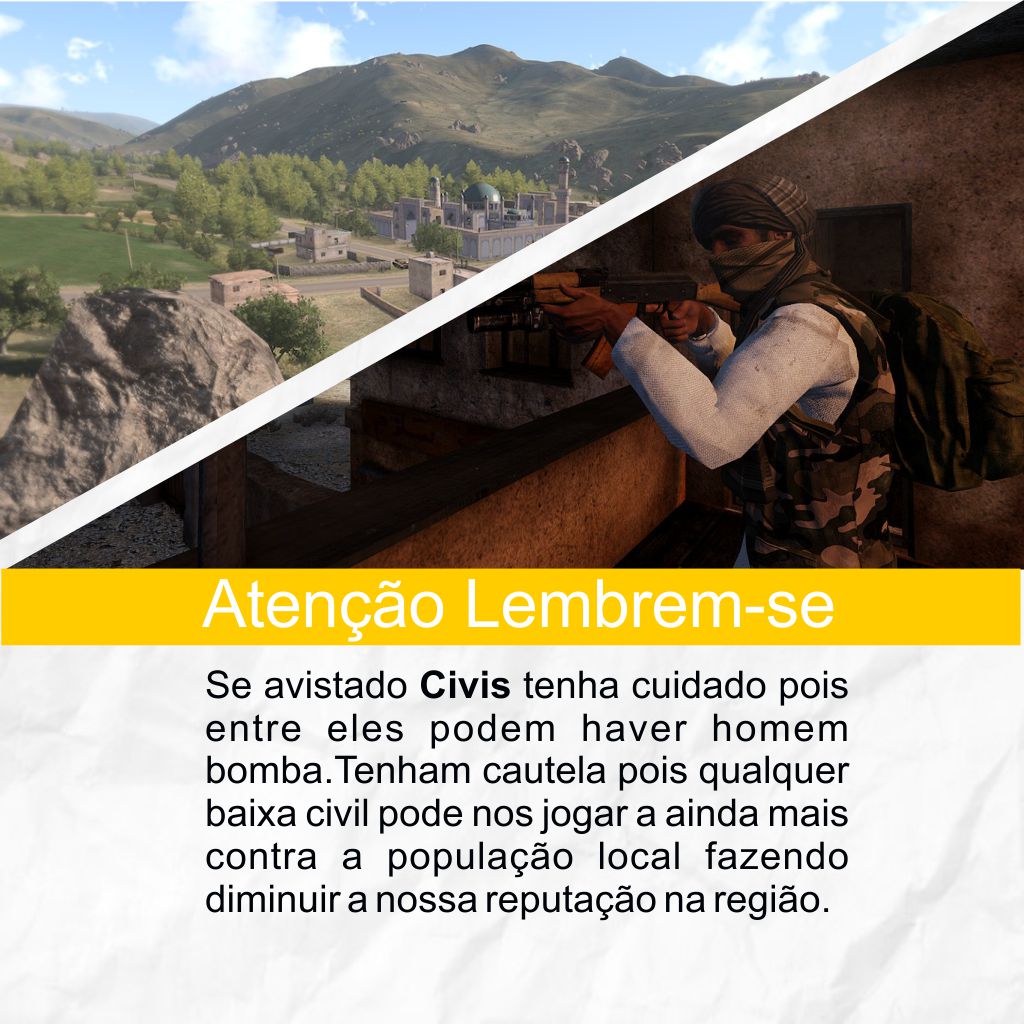 Atenção Lembrem-se
Se avistado Civis tenha cuidado pois
entre eles podem haver homem
bomba.Tenham cautela pois qualquer
baixa civil pode nos jogar a ainda mais
contra a população local fazendo
diminuir a nossa reputação na região.